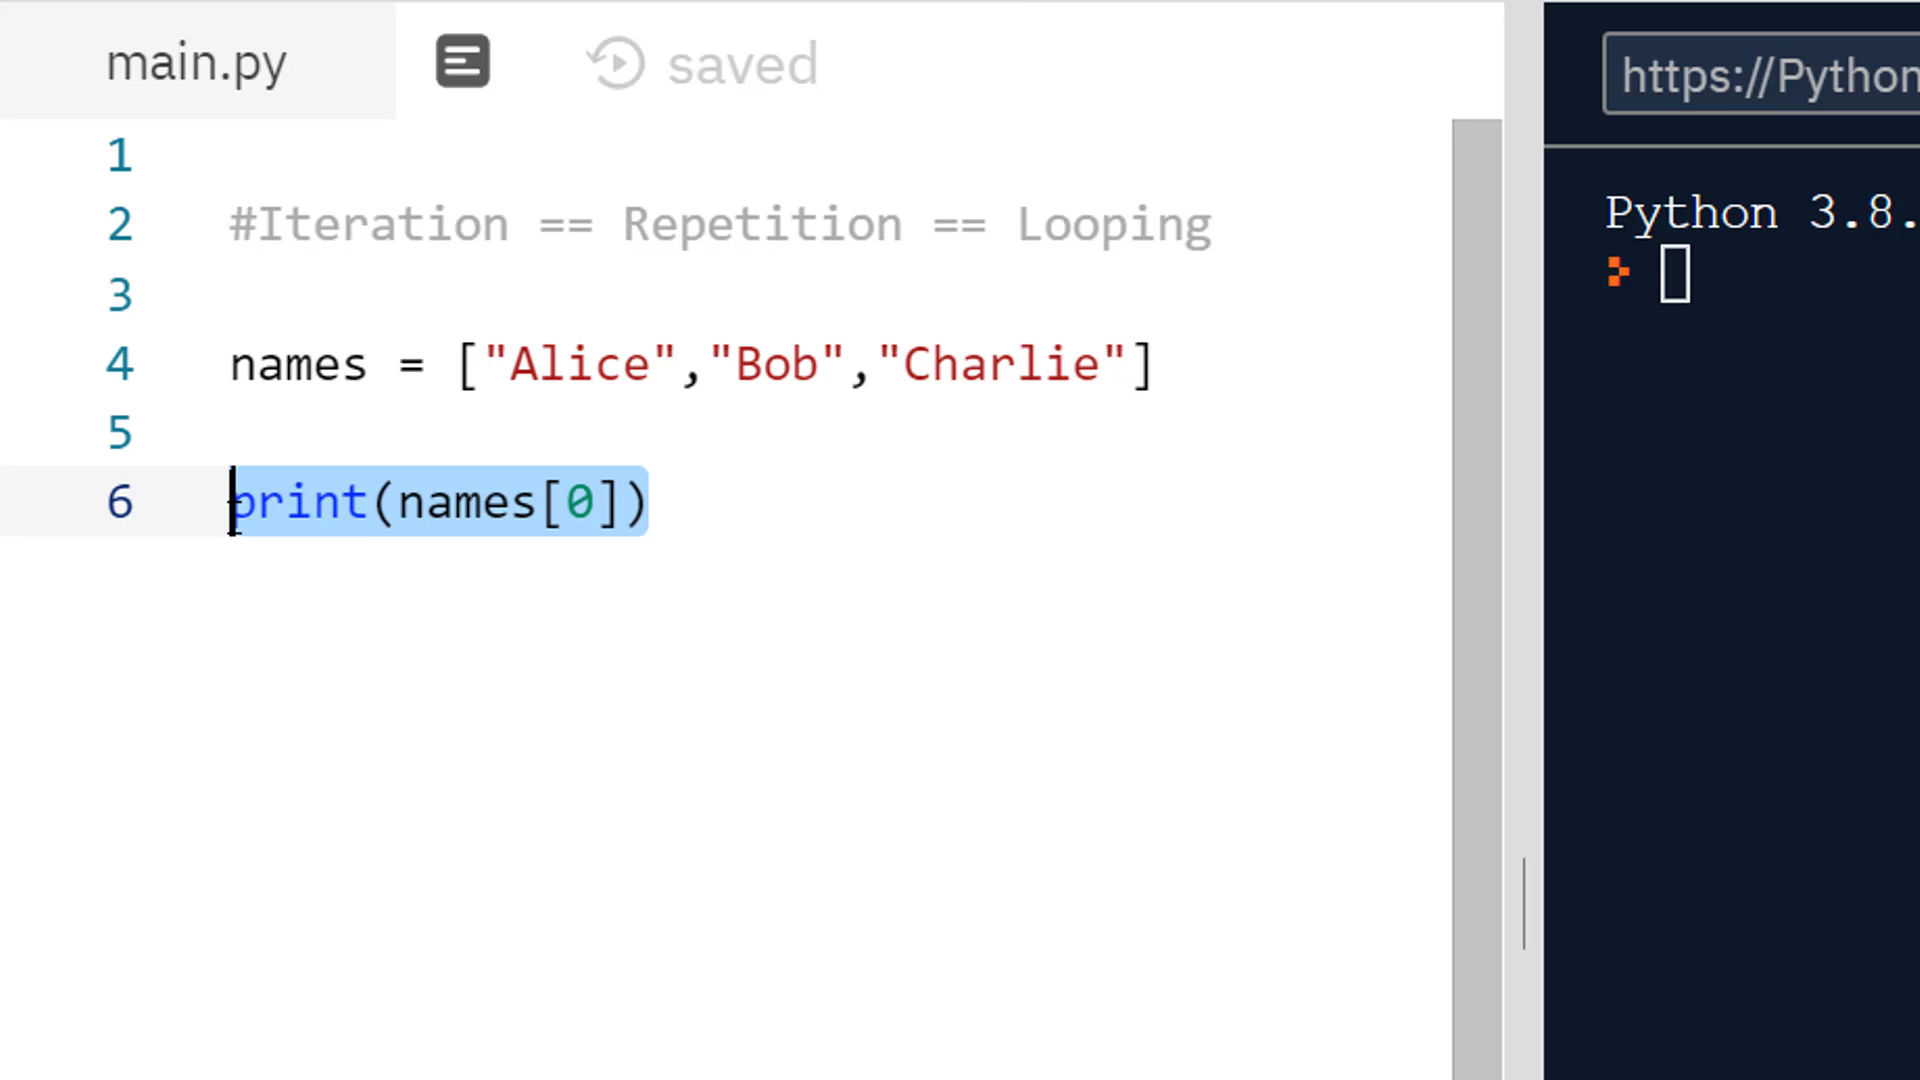 main.py saved
1
2 #Iteration == Repetition == Looping
3
4 names = ["Alice","Bob","Charlie"]
5
6 print(names[0])
https://Python
Python 3.8.